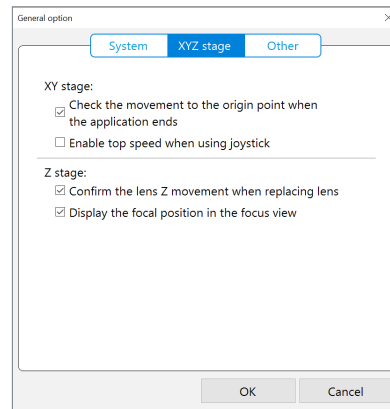 General option
System XYZ stage Other
XY stage:
Check the movement to the origin point when
the application ends
Enable top speed when using joystick
Z stage:
Confirm the lens Z movement when replacing lens
Display the focal position in the focus view
OK Cancel